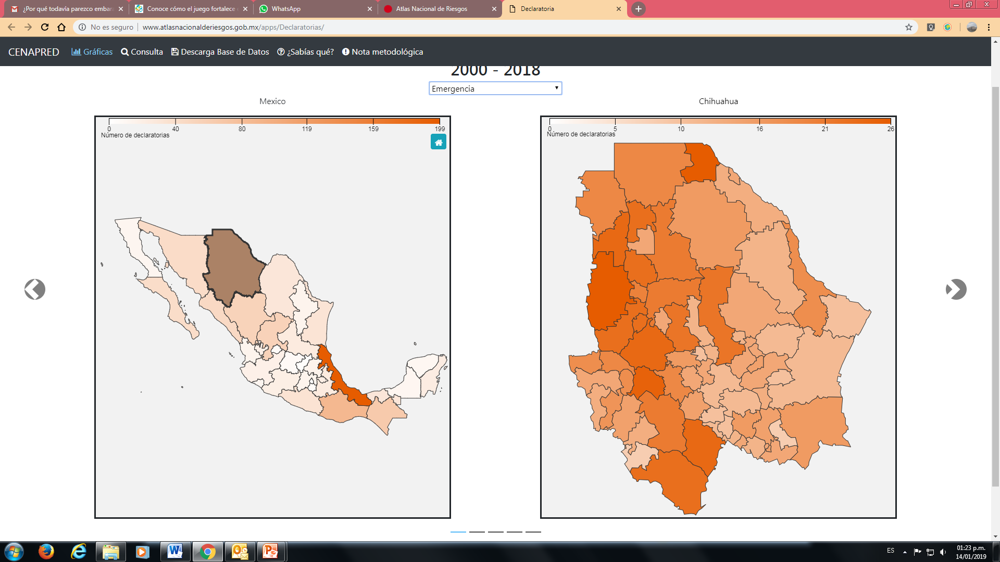 ¿Por qué todavía parezco embara
Conoce cómo el juego fortalece
WhatsApp
Atlas Nacional de Riesgos
Declaratoria
No es seguro
www.atlasnacionalderiesgos.gob.mx/apps/Declaratorias/
CENAPRED
Gráficas
Consulta
Descarga Base de Datos
¿Sabías qué?
Nota metodológica
2000 - 2018
Emergencia
Mexico
Chihuahua
0 40 80 119 159 199
Número de declaratorias
0 5 10 16 21 26
Número de declaratorias
ES
01:23 p.m.
14/01/2019